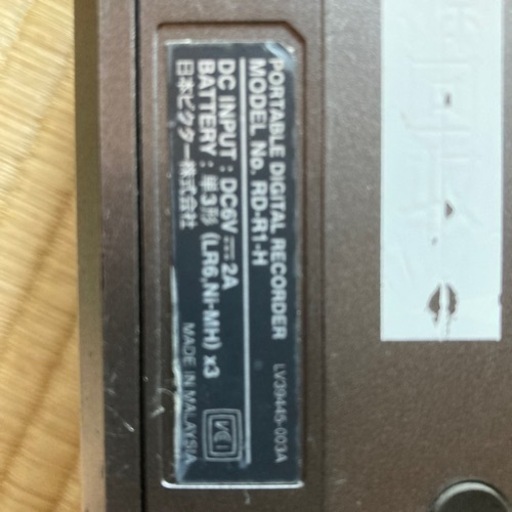 PORTABLE DIGITAL RECORDER
MODEL No. RD-R1-H
LV39445-003A
DC INPUT : DC6V ⎓ 2A
BATTERY : 単3形 (LR6,Ni-MH) x3
日本ビクター株式会社
MADE IN MALAYSIA
VCI